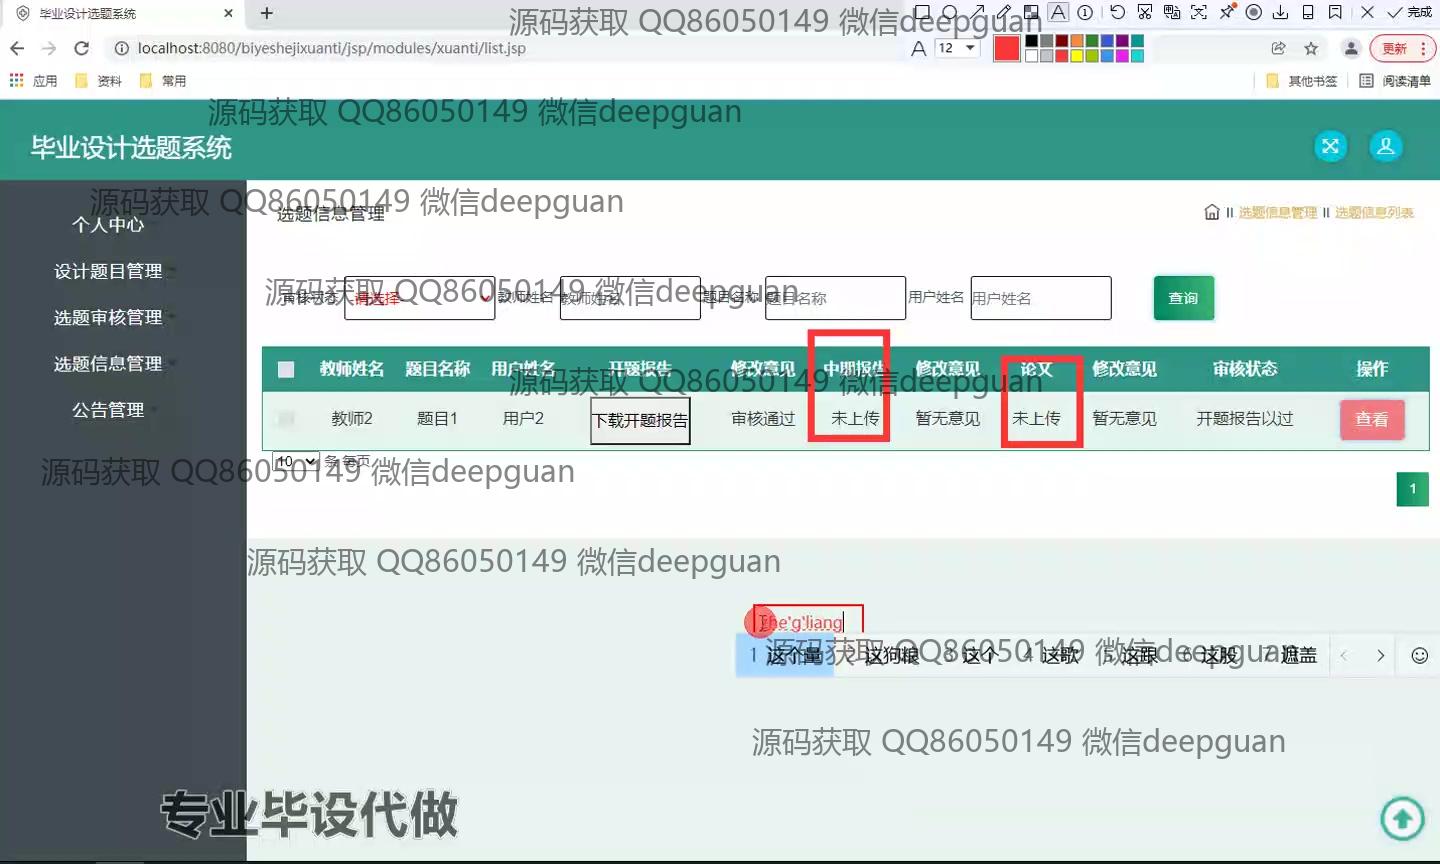 毕业设计选题系统
完成
localhost:8080/biyeshejixuanti/jsp/modules/xuanti/list.jsp
A 12
更新
应用 资料 常用 其他书签 阅读清单
源码获取 QQ86050149 微信deepguan
源码获取 QQ86050149 微信deepguan
毕业设计选题系统
源码获取 QQ86050149 微信deepguan
个人中心
选题信息管理
选题信息管理 选题信息列表
设计题目管理
源码获取 QQ86050149 微信deepguan
审核状态 请选择 教师姓名 教师姓名 题目名称 题目名称 用户姓名 用户姓名 查询
选题审核管理
选题信息管理
教师姓名 题目名称 用户姓名 开题报告 修改意见 中期报告 修改意见 论文 修改意见 审核状态 操作
源码获取 QQ86050149 微信deepguan
公告管理
教师2 题目1 用户2 下载开题报告 审核通过 未上传 暂无意见 未上传 暂无意见 开题报告以过 查看
10 条 每页
源码获取 QQ86050149 微信deepguan
1
源码获取 QQ86050149 微信deepguan
zhe'g'liang
源码获取 QQ86050149 微信deepguan
1 这个量 2 这狗粮 3 这个 4 这歌 5 这跟 6 这股 7 遮盖
源码获取 QQ86050149 微信deepguan
专业毕设代做